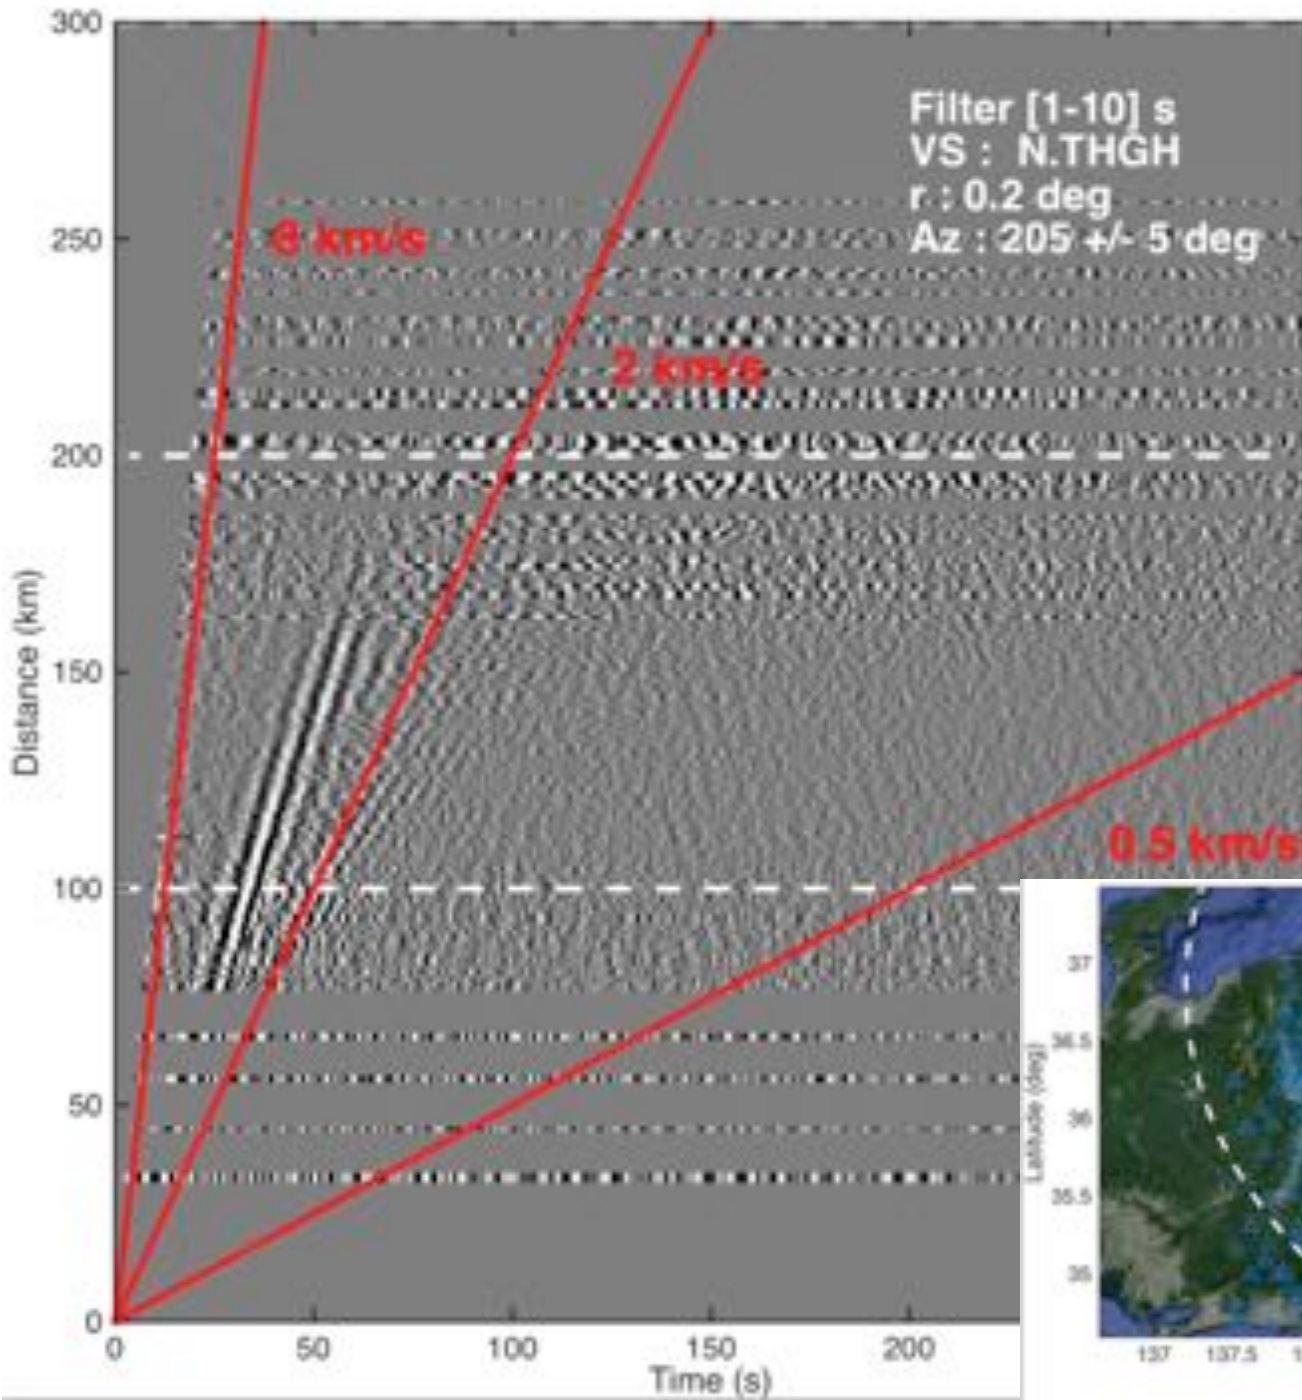 300
Filter [1-10] s
VS : N.THGH
r : 0.2 deg
Az : 205 +/- 5 deg
250
8 km/s
2 km/s
200
150
Distance (km)
100
0.5 km/s
50
0
0 50 100 150 200
Time (s)
37
36.5
36
35.5
35
Latitude (deg)
137 137.5